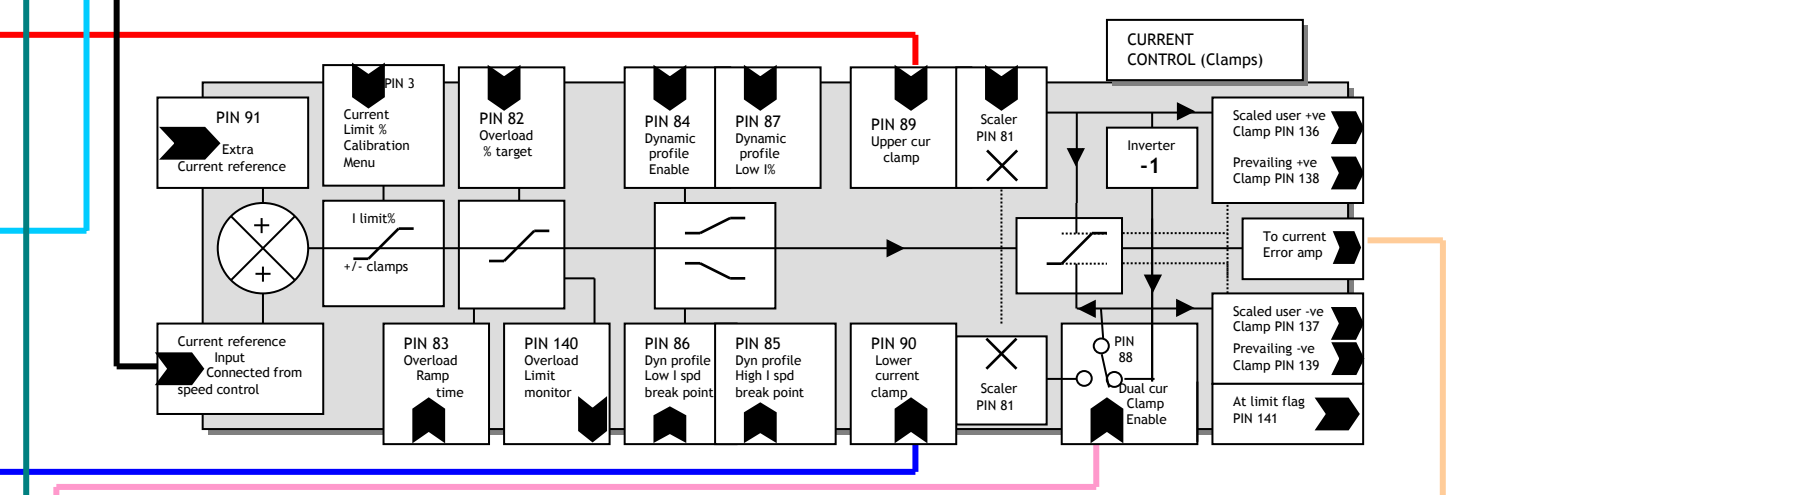 CURRENT
CONTROL (Clamps)
PIN 91
Extra
Current reference
PIN 3
Current
Limit %
Calibration
Menu
PIN 82
Overload
% target
PIN 84
Dynamic
profile
Enable
PIN 87
Dynamic
profile
Low I%
PIN 89
Upper cur
clamp
Scaler
PIN 81
Inverter
-1
Scaled user +ve
Clamp PIN 136
Prevailing +ve
Clamp PIN 138
+
+
I limit%
+/- clamps
To current
Error amp
Current reference
Input
Connected from
speed control
PIN 83
Overload
Ramp
time
PIN 140
Overload
Limit
monitor
PIN 86
Dyn profile
Low I spd
break point
PIN 85
Dyn profile
High I spd
break point
PIN 90
Lower
current
clamp
Scaler
PIN 81
PIN
88
Dual cur
Clamp
Enable
Scaled user -ve
Clamp PIN 137
Prevailing -ve
Clamp PIN 139
At limit flag
PIN 141